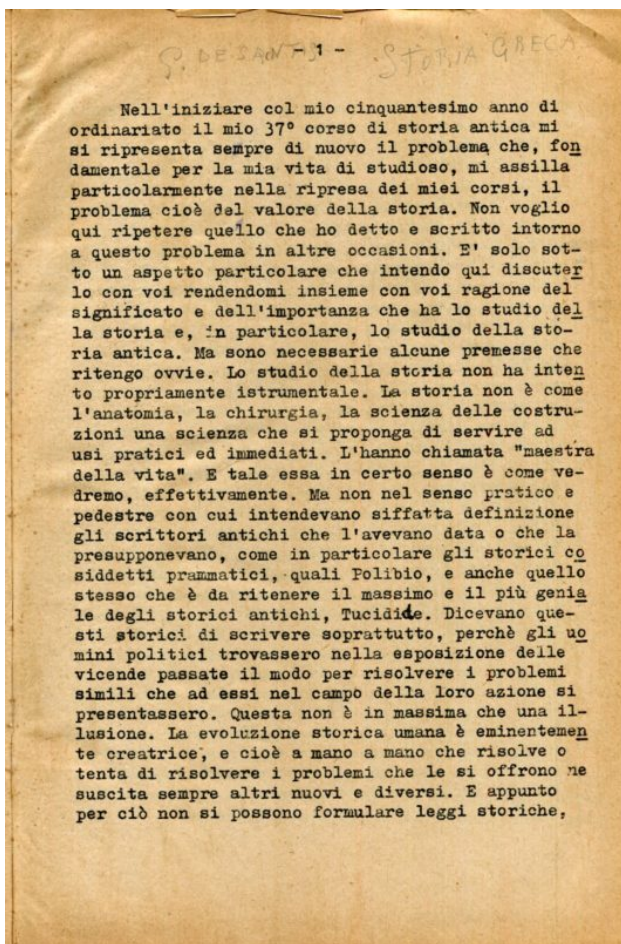 - 1 -
G. DE SANTIS STORIA GRECA
Nell'iniziare col mio cinquantesimo anno di
ordinariato il mio 37° corso di storia antica mi
si ripresenta sempre di nuovo il problema che, fon
damentale per la mia vita di studioso, mi assilla
particolarmente nella ripresa dei miei corsi, il
problema cioè del valore della storia. Non voglio
qui ripetere quello che ho detto e scritto intorno
a questo problema in altre occasioni. E' solo sot-
to un aspetto particolare che intendo qui discuter
lo con voi rendendomi insieme con voi ragione del
significato e dell'importanza che ha lo studio del
la storia e, in particolare, lo studio della sto-
ria antica. Ma sono necessarie alcune premesse che
ritengo ovvie. Lo studio della storia non ha inten
to propriamente istrumentale. La storia non è come
l'anatomia, la chirurgia, la scienza delle costru-
zioni una scienza che si proponga di servire ad
usi pratici ed immediati. L'hanno chiamata "maestra
della vita". E tale essa in certo senso è come ve-
dremo, effettivamente. Ma non nel senso pratico e
pedestre con cui intendevano siffatta definizione
gli scrittori antichi che l'avevano data o che la
presupponevano, come in particolare gli storici co
siddetti prammatici, quali Polibio, e anche quello
stesso che è da ritenere il massimo e il più genia
le degli storici antichi, Tucidide. Dicevano que-
sti storici di scrivere soprattutto, perchè gli uo
mini politici trovassero nella esposizione delle
vicende passate il modo per risolvere i problemi
simili che ad essi nel campo della loro azione si
presentassero. Questa non è in massima che una il-
lusione. La evoluzione storica umana è eminentemen
te creatrice, e cioè a mano a mano che risolve o
tenta di risolvere i problemi che le si offrono ne
suscita sempre altri nuovi e diversi. E appunto
per ciò non si possono formulare leggi storiche,